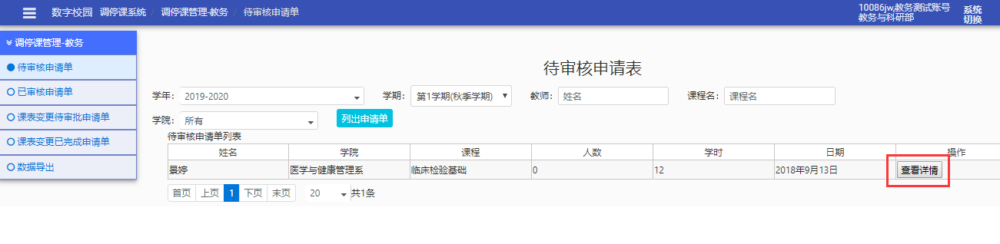 数字校园 调停课系统 / 调停课管理-教务 / 待审核申请单
10086jw,教务测试账号
教务与科研部
系统
切换
调停课管理-教务
待审核申请单
已审核申请单
课表变更待审批申请单
课表变更已完成申请单
数据导出
待审核申请表
学年: 2019-2020 学期: 第1学期(秋季学期) 教师: 姓名 课程名: 课程名
学院: 所有 列出申请单
待审核申请单列表
姓名 学院 课程 人数 学时 日期 操作
景婷 医学与健康管理系 临床检验基础 0 12 2018年9月13日 查看详情
首页 上页 1 下页 末页 20 共1条